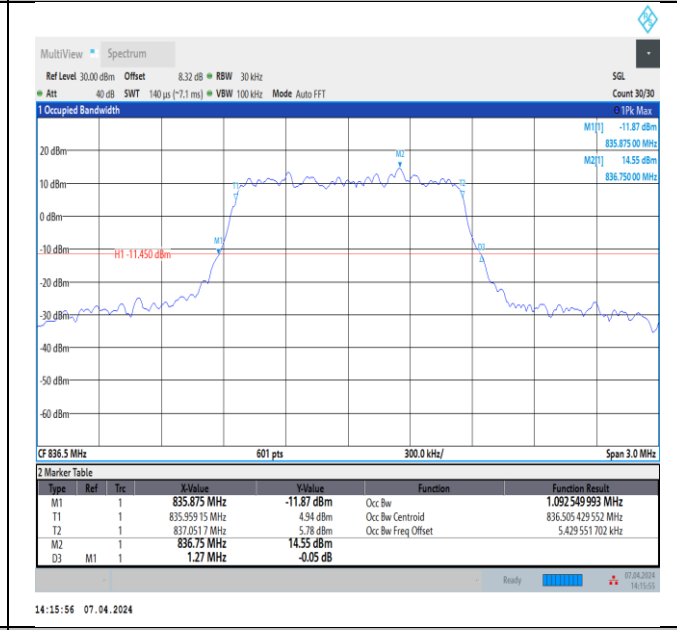 MultiView Spectrum
Ref Level 30.00 dBm Offset 8.32 dB RBW 30 kHz SGL
Att 40 dB SWT 140 µs (~7.1 ms) VBW 100 kHz Mode Auto FFT Count 30/30
1 Occupied Bandwidth 1Pk Max
M1[1] -11.87 dBm
835.875 00 MHz
M2[1] 14.55 dBm
836.750 00 MHz
20 dBm
M2
10 dBm
T1
T2
0 dBm
M1
-10 dBm
H1 -11.450 dBm
D3
-20 dBm
-30 dBm
-40 dBm
-50 dBm
-60 dBm
CF 836.5 MHz 601 pts 300.0 kHz/ Span 3.0 MHz
2 Marker Table
Type Ref Trc X-Value Y-Value Function Function Result
M1 1 835.875 MHz -11.87 dBm Occ Bw 1.092 549 993 MHz
T1 1 835.959 15 MHz 4.94 dBm Occ Bw Centroid 836.505 429 552 MHz
T2 1 837.051 7 MHz 5.78 dBm Occ Bw Freq Offset 5.429 551 702 kHz
M2 1 836.75 MHz 14.55 dBm
D3 M1 1 1.27 MHz -0.05 dB
Ready 07.04.2024
14:15:55
14:15:56 07.04.2024